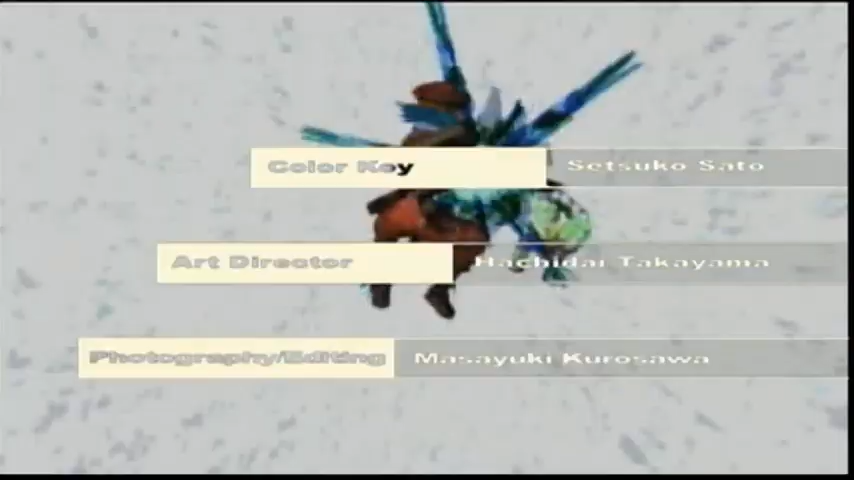 Color Key Setsuko Sato
Art Director Hachidai Takayama
Photography/Editing Masayuki Kurosawa